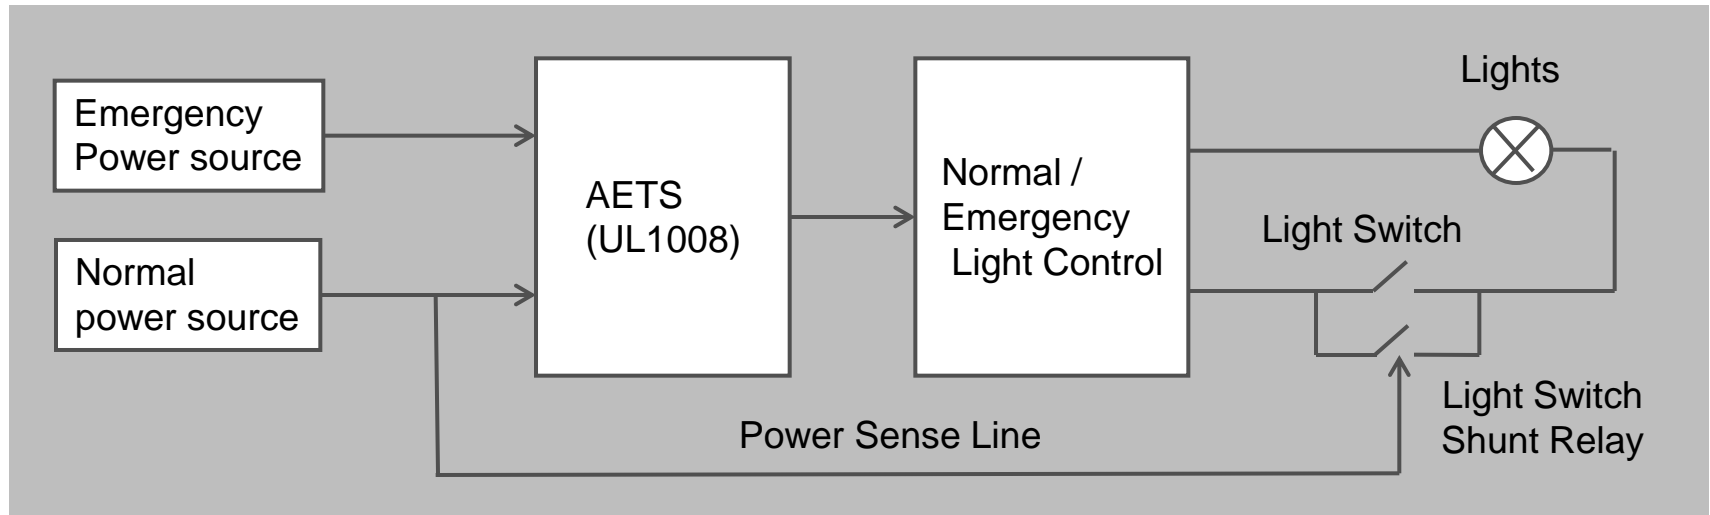 Emergency
Power source
Normal
power source
AETS
(UL1008)
Normal /
Emergency
Light Control
Lights
Light Switch
Light Switch
Shunt Relay
Power Sense Line